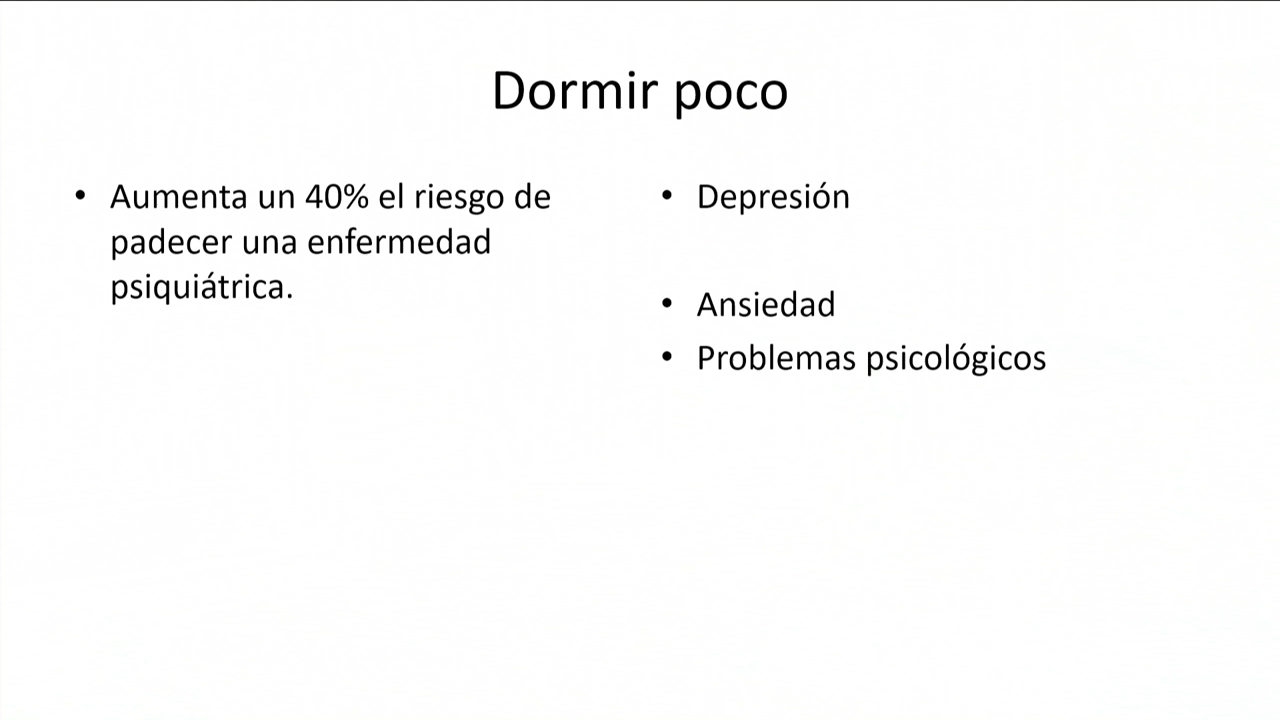 Dormir poco
• Aumenta un 40% el riesgo de
padecer una enfermedad
psiquiátrica.
• Depresión
• Ansiedad
• Problemas psicológicos